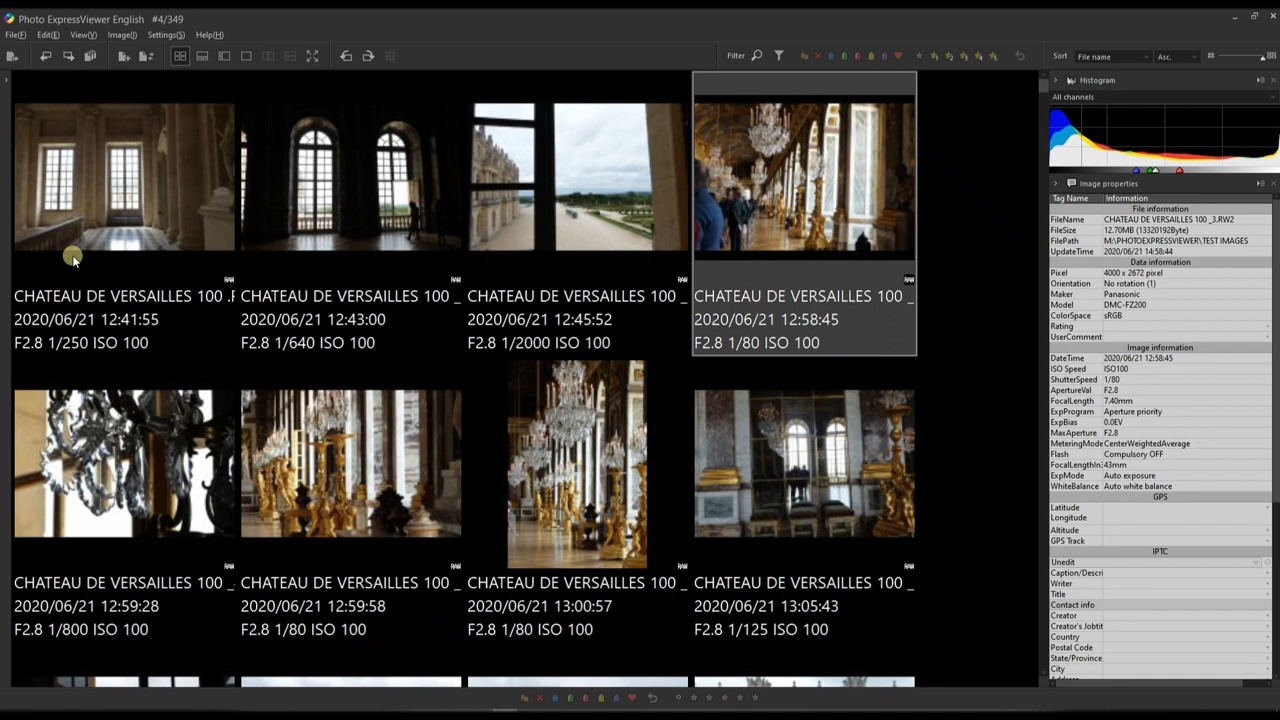 Photo ExpressViewer English #4/349
File(F) Edit(E) View(V) Image(I) Settings(S) Help(H)
Filter
Sort File name Asc.
CHATEAU DE VERSAILLES 100 .F
2020/06/21 12:41:55
F2.8 1/250 ISO 100
RAW
CHATEAU DE VERSAILLES 100 _
2020/06/21 12:43:00
F2.8 1/640 ISO 100
RAW
CHATEAU DE VERSAILLES 100 _
2020/06/21 12:45:52
F2.8 1/2000 ISO 100
RAW
CHATEAU DE VERSAILLES 100 _
2020/06/21 12:58:45
F2.8 1/80 ISO 100
RAW
CHATEAU DE VERSAILLES 100 _
2020/06/21 12:59:28
F2.8 1/800 ISO 100
RAW
CHATEAU DE VERSAILLES 100 _
2020/06/21 12:59:58
F2.8 1/80 ISO 100
RAW
CHATEAU DE VERSAILLES 100 _
2020/06/21 13:00:57
F2.8 1/80 ISO 100
RAW
CHATEAU DE VERSAILLES 100 _
2020/06/21 13:05:43
F2.8 1/125 ISO 100
RAW
Histogram
All channels
Image properties
Tag Name Information
File information
FileName CHATEAU DE VERSAILLES 100 _3.RW2
FileSize 12.70MB (13320192Byte)
FilePath M:\PHOTOEXPRESSVIEWER\TEST IMAGES
UpdateTime 2020/06/21 14:58:44
Data information
Pixel 4000 x 2672 pixel
Orientation No rotation (1)
Maker Panasonic
Model DMC-FZ200
ColorSpace sRGB
Rating
UserComment
Image information
DateTime 2020/06/21 12:58:45
ISO Speed ISO100
ShutterSpeed 1/80
ApertureVal F2.8
FocalLength 7.40mm
ExpProgram Aperture priority
ExpBias 0.0EV
MaxAperture F2.8
MeteringMode CenterWeightedAverage
Flash Compulsory OFF
FocalLengthIn: 43mm
ExpMode Auto exposure
WhiteBalance Auto white balance
GPS
Latitude
Longitude
Altitude
GPS Track
IPTC
Unedit
Caption/Descri
Writer
Title
Contact info
Creator
Creator's Jobtit
Country
Postal Code
State/Province
City